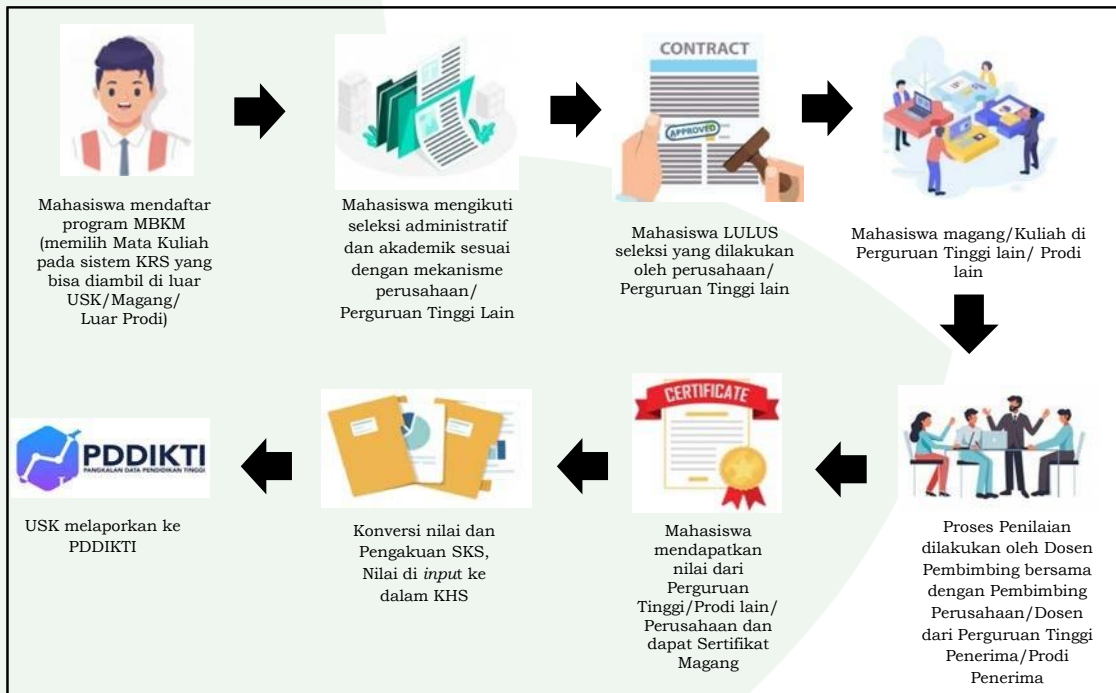 Mahasiswa mendaftar
program MBKM
(memilih Mata Kuliah
pada sistem KRS yang
bisa diambil di luar
USK/Magang/
Luar Prodi)
Mahasiswa mengikuti
seleksi administratif
dan akademik sesuai
dengan mekanisme
perusahaan/
Perguruan Tinggi Lain
CONTRACT
APPROVED
Mahasiswa LULUS
seleksi yang dilakukan
oleh perusahaan/
Perguruan Tinggi lain
Mahasiswa magang/Kuliah di
Perguruan Tinggi lain/ Prodi
lain
Proses Penilaian
dilakukan oleh Dosen
Pembimbing bersama
dengan Pembimbing
Perusahaan/Dosen
dari Perguruan Tinggi
Penerima/Prodi
Penerima
CERTIFICATE
Mahasiswa
mendapatkan
nilai dari
Perguruan
Tinggi/Prodi lain/
Perusahaan dan
dapat Sertifikat
Magang
Konversi nilai dan
Pengakuan SKS,
Nilai di input ke
dalam KHS
PDDIKTI
PANGKALAN DATA PENDIDIKAN TINGGI
USK melaporkan ke
PDDIKTI